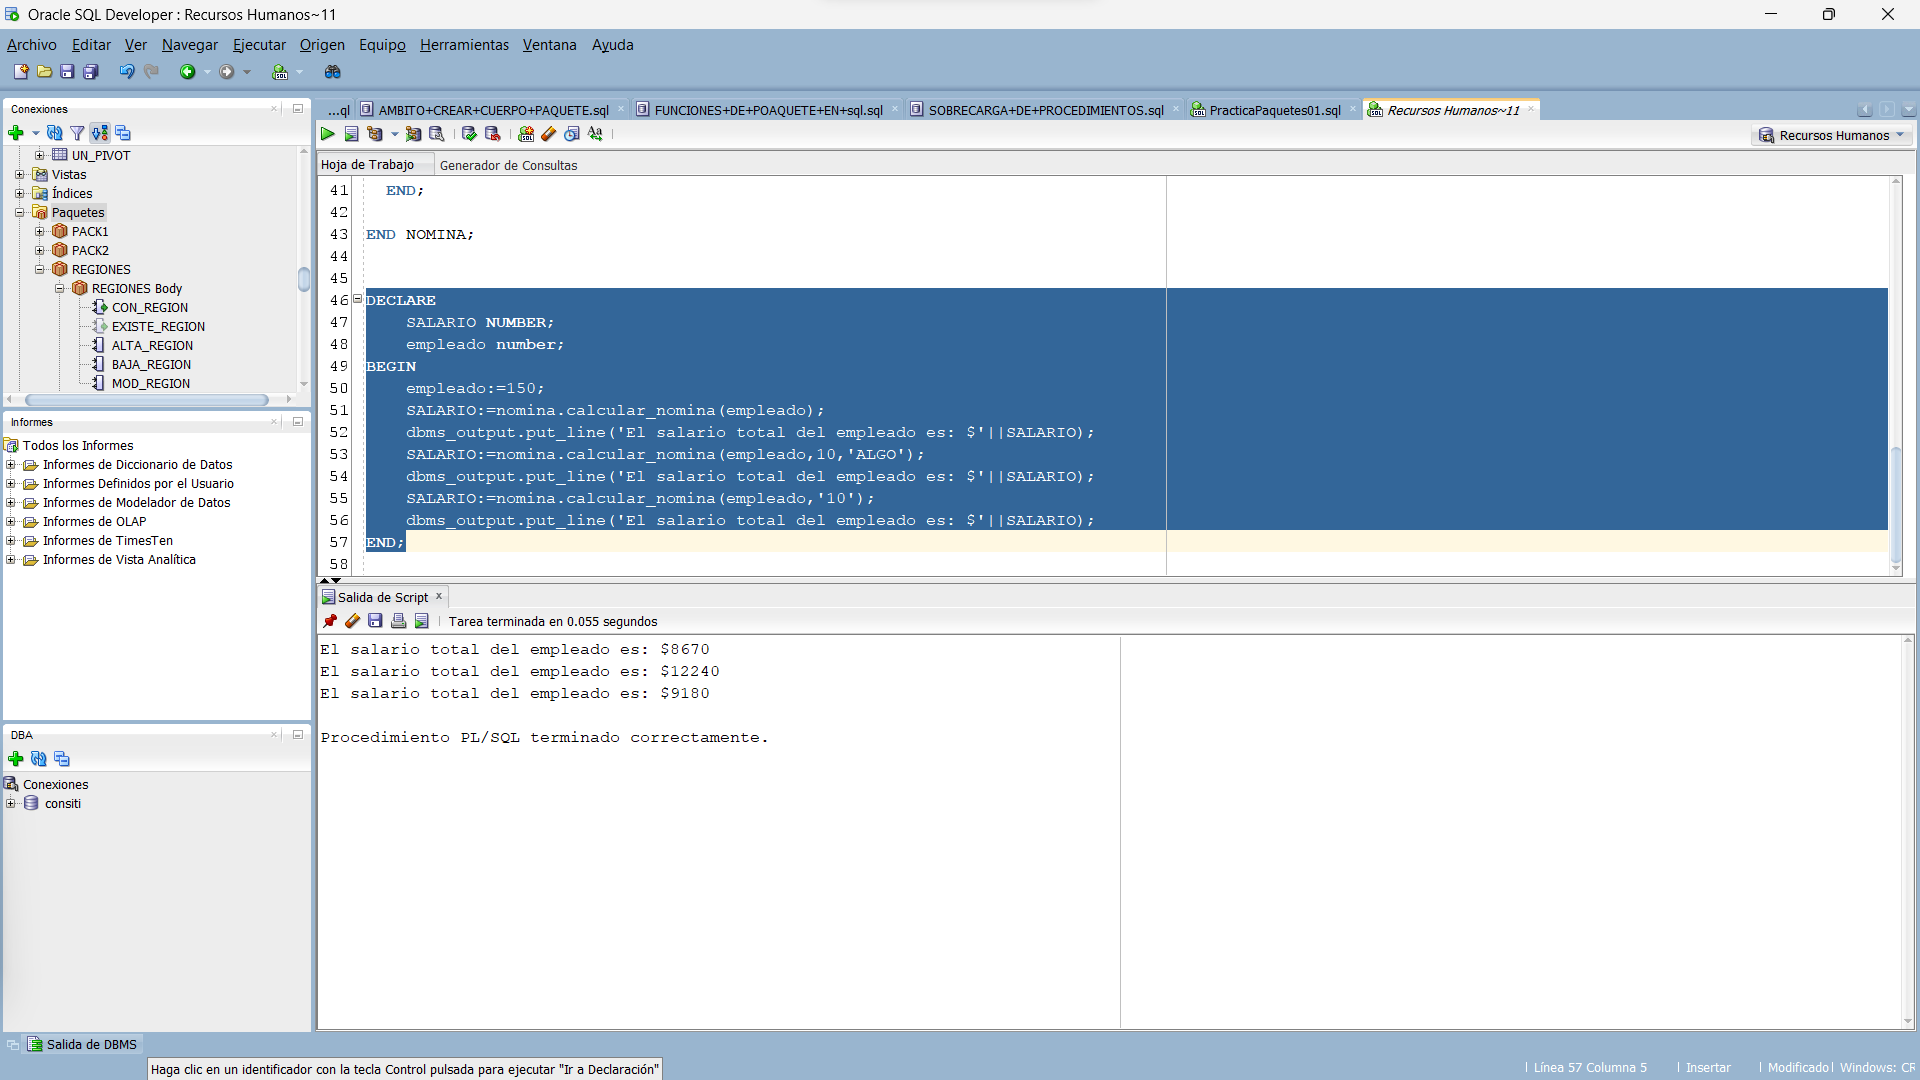 Oracle SQL Developer : Recursos Humanos~11
Archivo Editar Ver Navegar Ejecutar Origen Equipo Herramientas Ventana Ayuda
Conexiones
UN_PIVOT
Vistas
Índices
Paquetes
PACK1
PACK2
REGIONES
REGIONES Body
CON_REGION
EXISTE_REGION
ALTA_REGION
BAJA_REGION
MOD_REGION
Informes
Todos los Informes
Informes de Diccionario de Datos
Informes Definidos por el Usuario
Informes de Modelador de Datos
Informes de OLAP
Informes de TimesTen
Informes de Vista Analítica
DBA
Conexiones
consiti
...ql AMBITO+CREAR+CUERPO+PAQUETE.sql FUNCIONES+DE+POAQUETE+EN+sql.sql SOBRECARGA+DE+PROCEDIMIENTOS.sql PracticaPaquetes01.sql Recursos Humanos~11
Recursos Humanos
Hoja de Trabajo Generador de Consultas
41 END;
42
43 END NOMINA;
44
45
46 DECLARE
47 SALARIO NUMBER;
48 empleado number;
49 BEGIN
50 empleado:=150;
51 SALARIO:=nomina.calcular_nomina(empleado);
52 dbms_output.put_line('El salario total del empleado es: $'||SALARIO);
53 SALARIO:=nomina.calcular_nomina(empleado,10,'ALGO');
54 dbms_output.put_line('El salario total del empleado es: $'||SALARIO);
55 SALARIO:=nomina.calcular_nomina(empleado,'10');
56 dbms_output.put_line('El salario total del empleado es: $'||SALARIO);
57 END;
58
Salida de Script
Tarea terminada en 0.055 segundos
El salario total del empleado es: $8670
El salario total del empleado es: $12240
El salario total del empleado es: $9180
Procedimiento PL/SQL terminado correctamente.
Salida de DBMS
Haga clic en un identificador con la tecla Control pulsada para ejecutar "Ir a Declaración"
Línea 57 Columna 5 Insertar Modificado Windows: CR